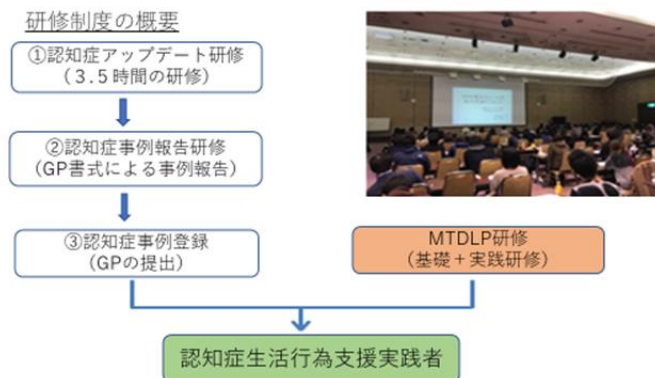 研修制度の概要
①認知症アップデート研修
(３.５時間の研修)
②認知症事例報告研修
(GP書式による事例報告)
③認知症事例登録
(GPの提出)
MTDLP研修
(基礎＋実践研修)
認知症生活行為支援実践者